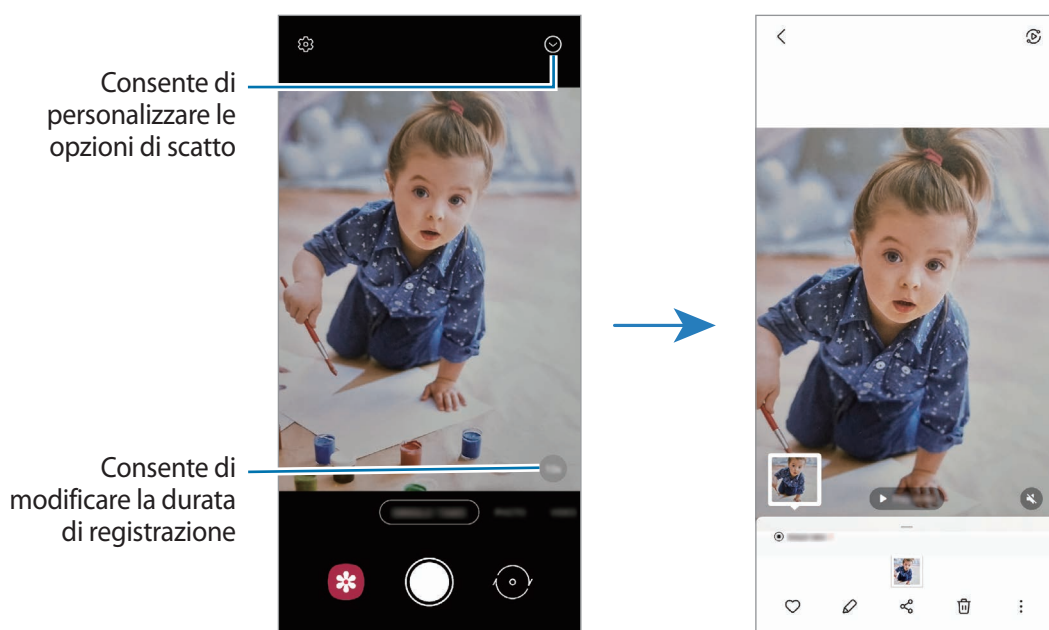 Consente di
personalizzare le
opzioni di scatto
Consente di
modificare la durata
di registrazione